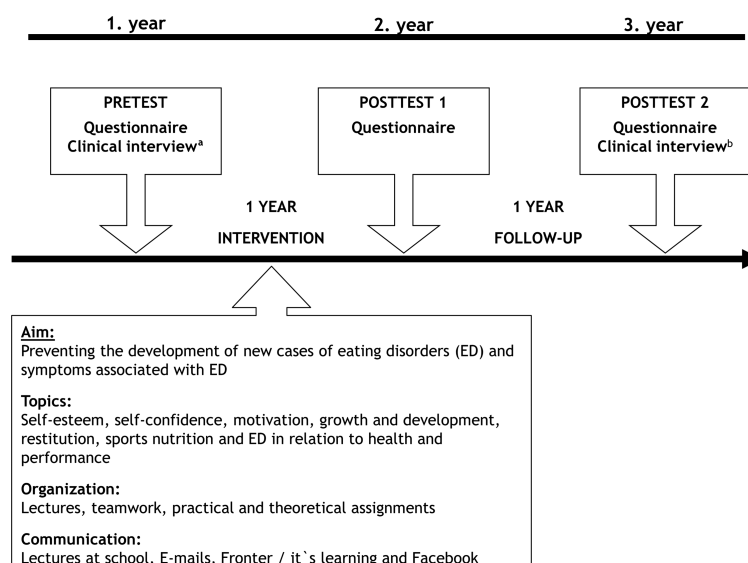 1. year
2. year
3. year
PRETEST
Questionnaire
Clinical interviewᵃ
POSTTEST 1
Questionnaire
POSTTEST 2
Questionnaire
Clinical interviewᵇ
1 YEAR
INTERVENTION
1 YEAR
FOLLOW-UP
Aim:
Preventing the development of new cases of eating disorders (ED) and
symptoms associated with ED
Topics:
Self-esteem, self-confidence, motivation, growth and development,
restitution, sports nutrition and ED in relation to health and
performance
Organization:
Lectures, teamwork, practical and theoretical assignments
Communication:
Lectures at school, E-mails, Fronter / it`s learning and Facebook